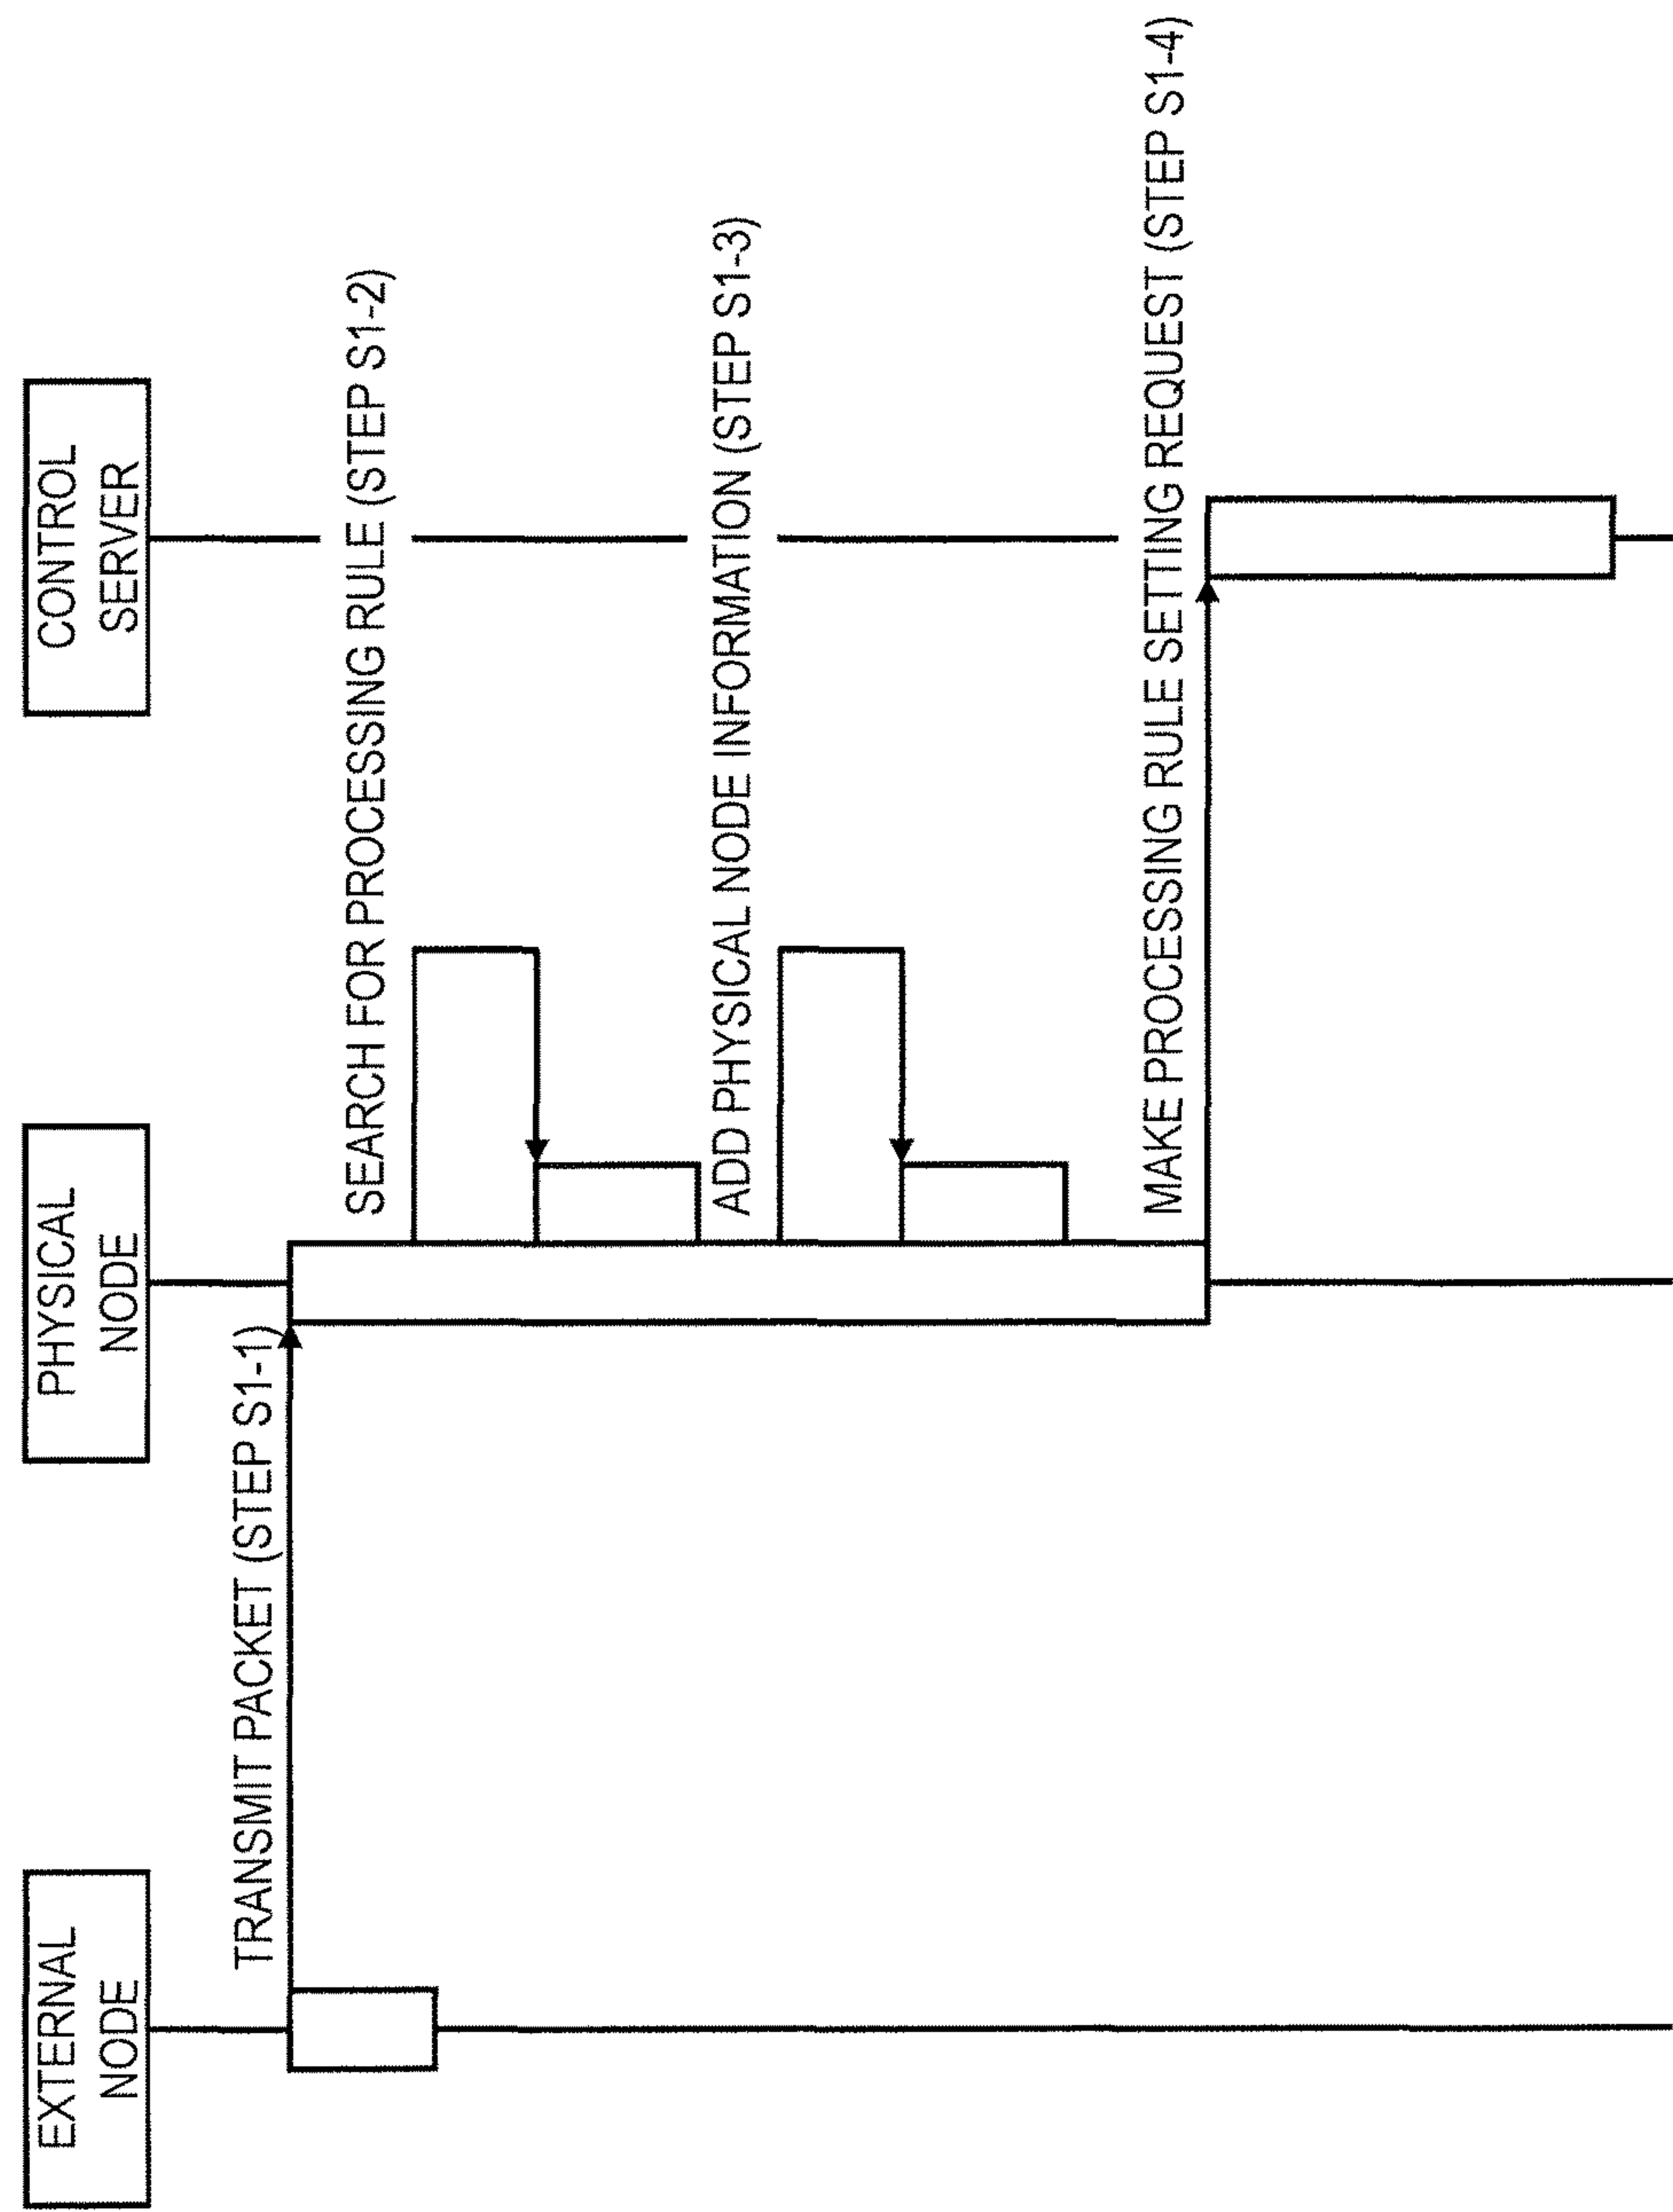 EXTERNAL
NODE
PHYSICAL
NODE
CONTROL
SERVER
TRANSMIT PACKET (STEP S1-1)
SEARCH FOR PROCESSING RULE (STEP S1-2)
ADD PHYSICAL NODE INFORMATION (STEP S1-3)
MAKE PROCESSING RULE SETTING REQUEST (STEP S1-4)